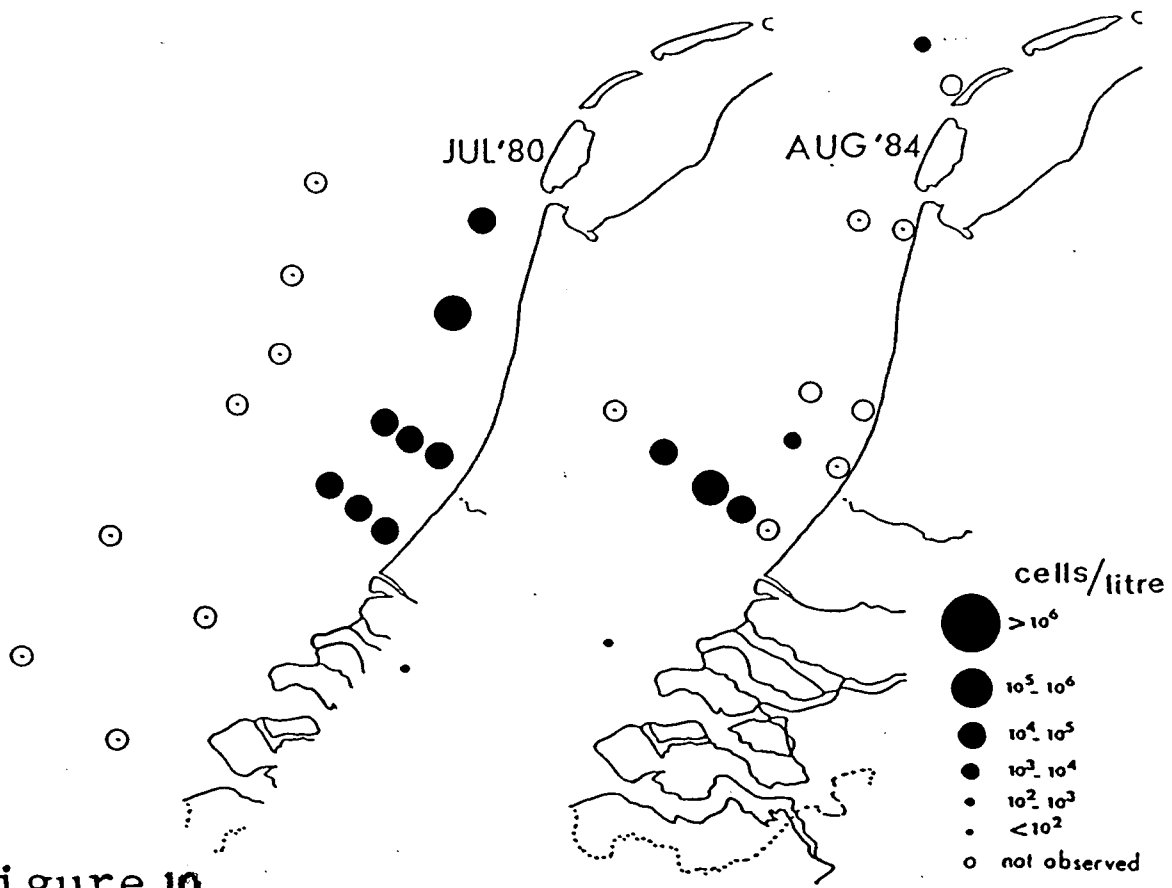 JUL'80
AUG '84
cells/litre
>10⁶
10⁵-10⁶
10⁴-10⁵
10³-10⁴
10²-10³
<10²
not observed
igure 10